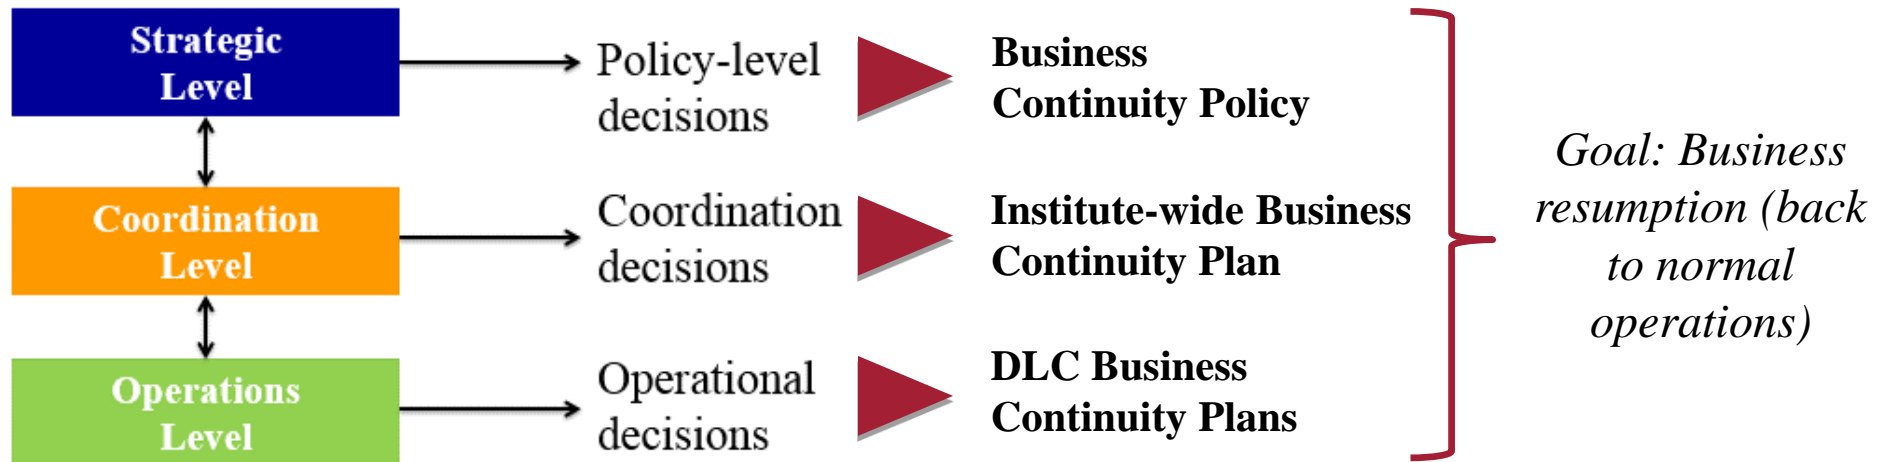 Strategic
Level
Policy-level
decisions
Business
Continuity Policy
Coordination
Level
Coordination
decisions
Institute-wide Business
Continuity Plan
Operations
Level
Operational
decisions
DLC Business
Continuity Plans
Goal: Business
resumption (back
to normal
operations)